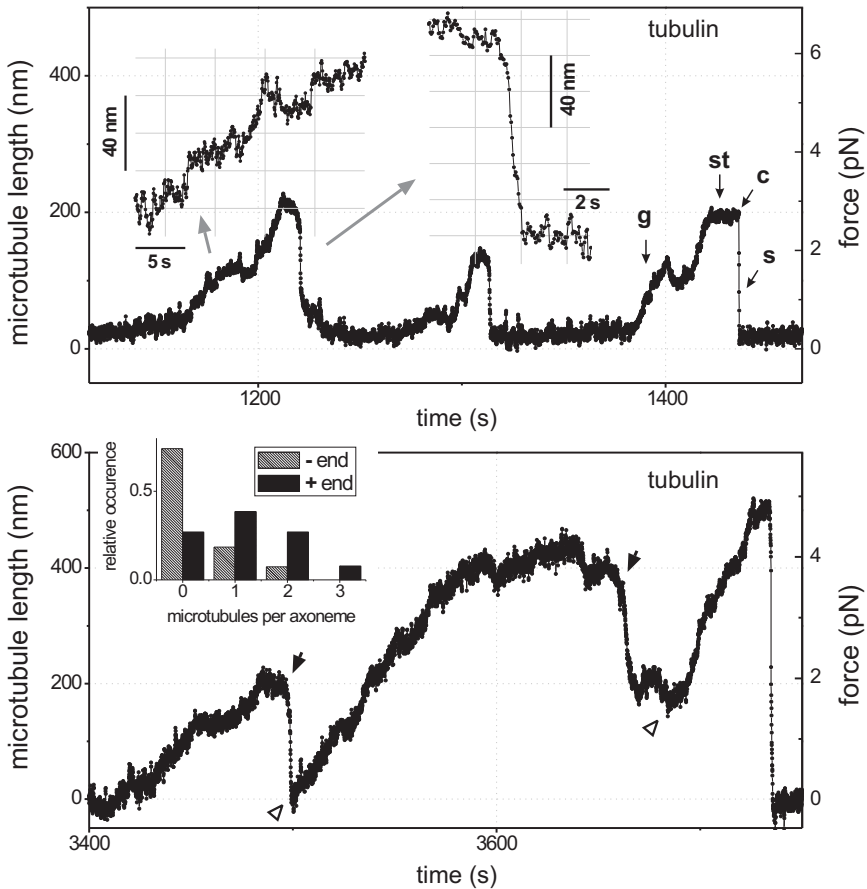 tubulin
microtubule length (nm)
400
200
0
force (pN)
6
4
2
0
40 nm
5 s
40 nm
2 s
g
st
c
s
1200
1400
time (s)
tubulin
microtubule length (nm)
600
400
200
0
force (pN)
4
2
0
relative occurence
0.5
0.0
- end
+ end
0 1 2 3
microtubules per axoneme
3400
3600
time (s)